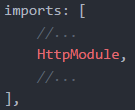 imports: [
    //...
    HttpModule,
    //...
],